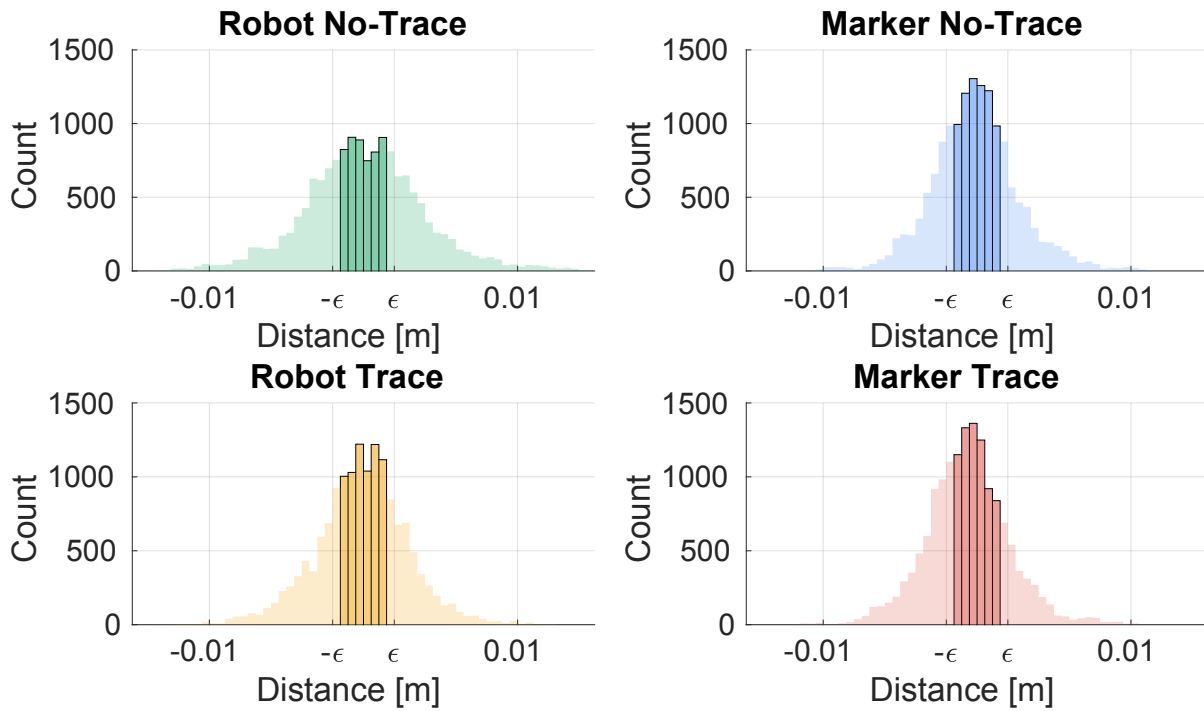 Robot No-Trace
1500
1000
500
0
Count
-0.01 -ϵ ϵ 0.01
Distance [m]
Marker No-Trace
1500
1000
500
0
Count
-0.01 -ϵ ϵ 0.01
Distance [m]
Robot Trace
1500
1000
500
0
Count
-0.01 -ϵ ϵ 0.01
Distance [m]
Marker Trace
1500
1000
500
0
Count
-0.01 -ϵ ϵ 0.01
Distance [m]